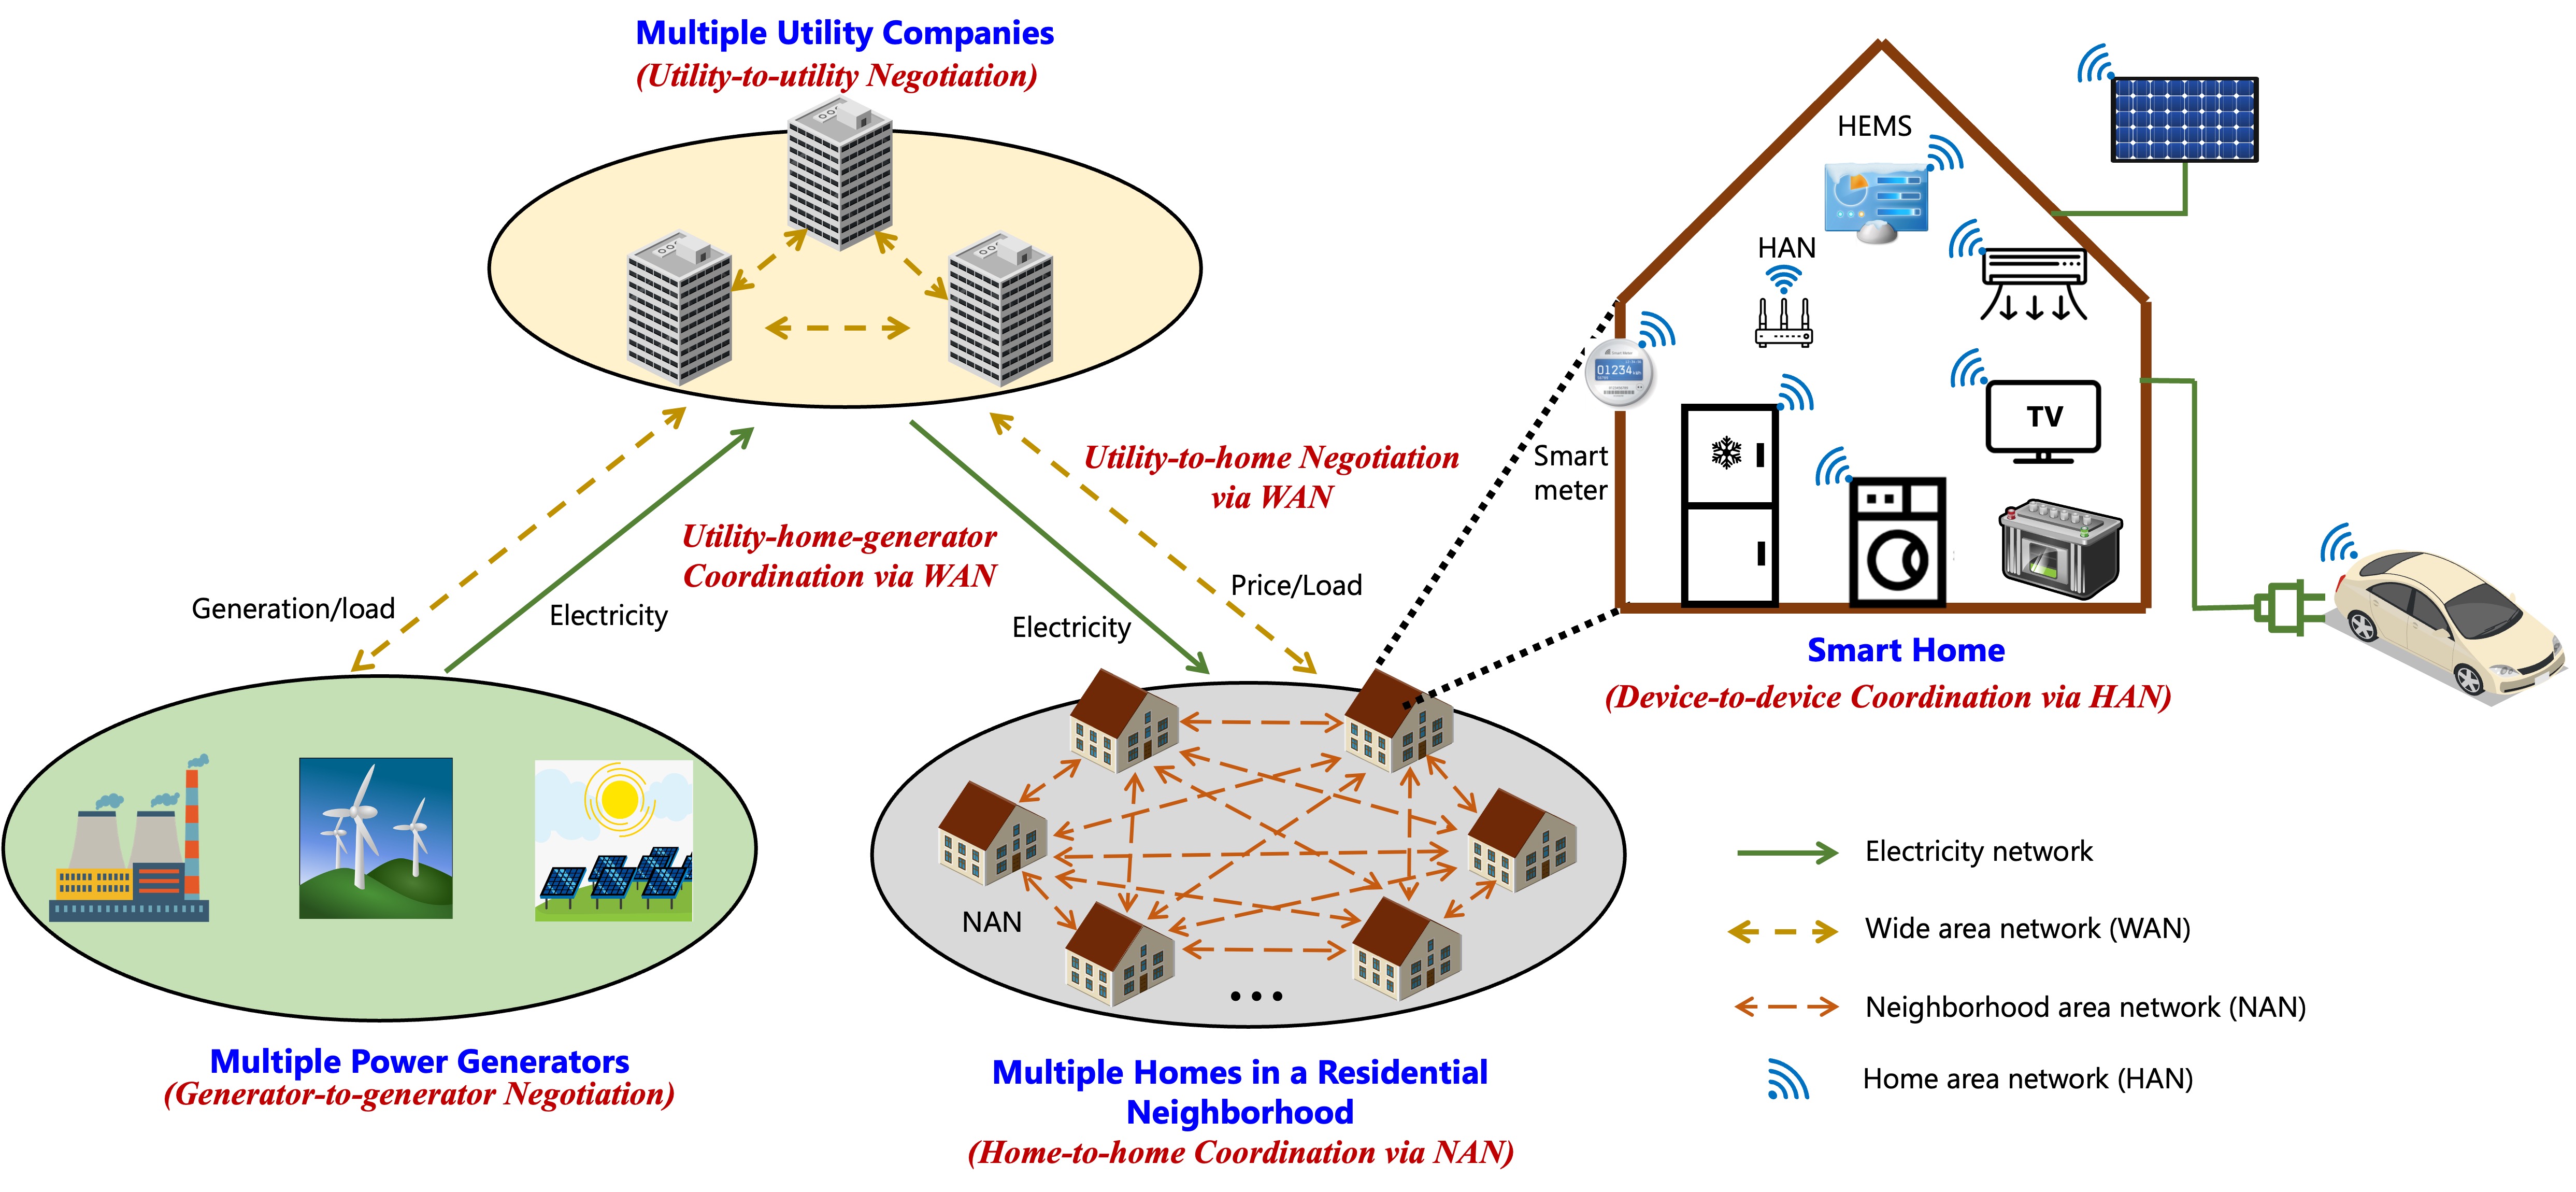 Multiple Utility Companies
(Utility-to-utility Negotiation)
HEMS
HAN
01234
TV
Smart
meter
Utility-to-home Negotiation
via WAN
Utility-home-generator
Coordination via WAN
Generation/load
Electricity
Electricity
Price/Load
Smart Home
(Device-to-device Coordination via HAN)
NAN
...
Multiple Power Generators
(Generator-to-generator Negotiation)
Multiple Homes in a Residential
Neighborhood
(Home-to-home Coordination via NAN)
Electricity network
Wide area network (WAN)
Neighborhood area network (NAN)
Home area network (HAN)